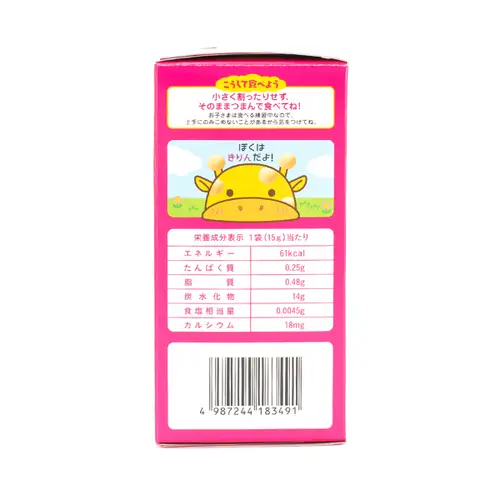 こうして食べよう
小さく割ったりせず、
そのままつまんで食べてね!
お子さまは食べる練習中なので、
上手にのみこめないことがあるから気をつけてね。
ぼくは
きりんだよ!
栄養成分表示 1袋(15g)当たり
エネルギー 61kcal
たんぱく質 0.25g
脂質 0.48g
炭水化物 14g
食塩相当量 0.0045g
カルシウム 18mg
4 987244 183491